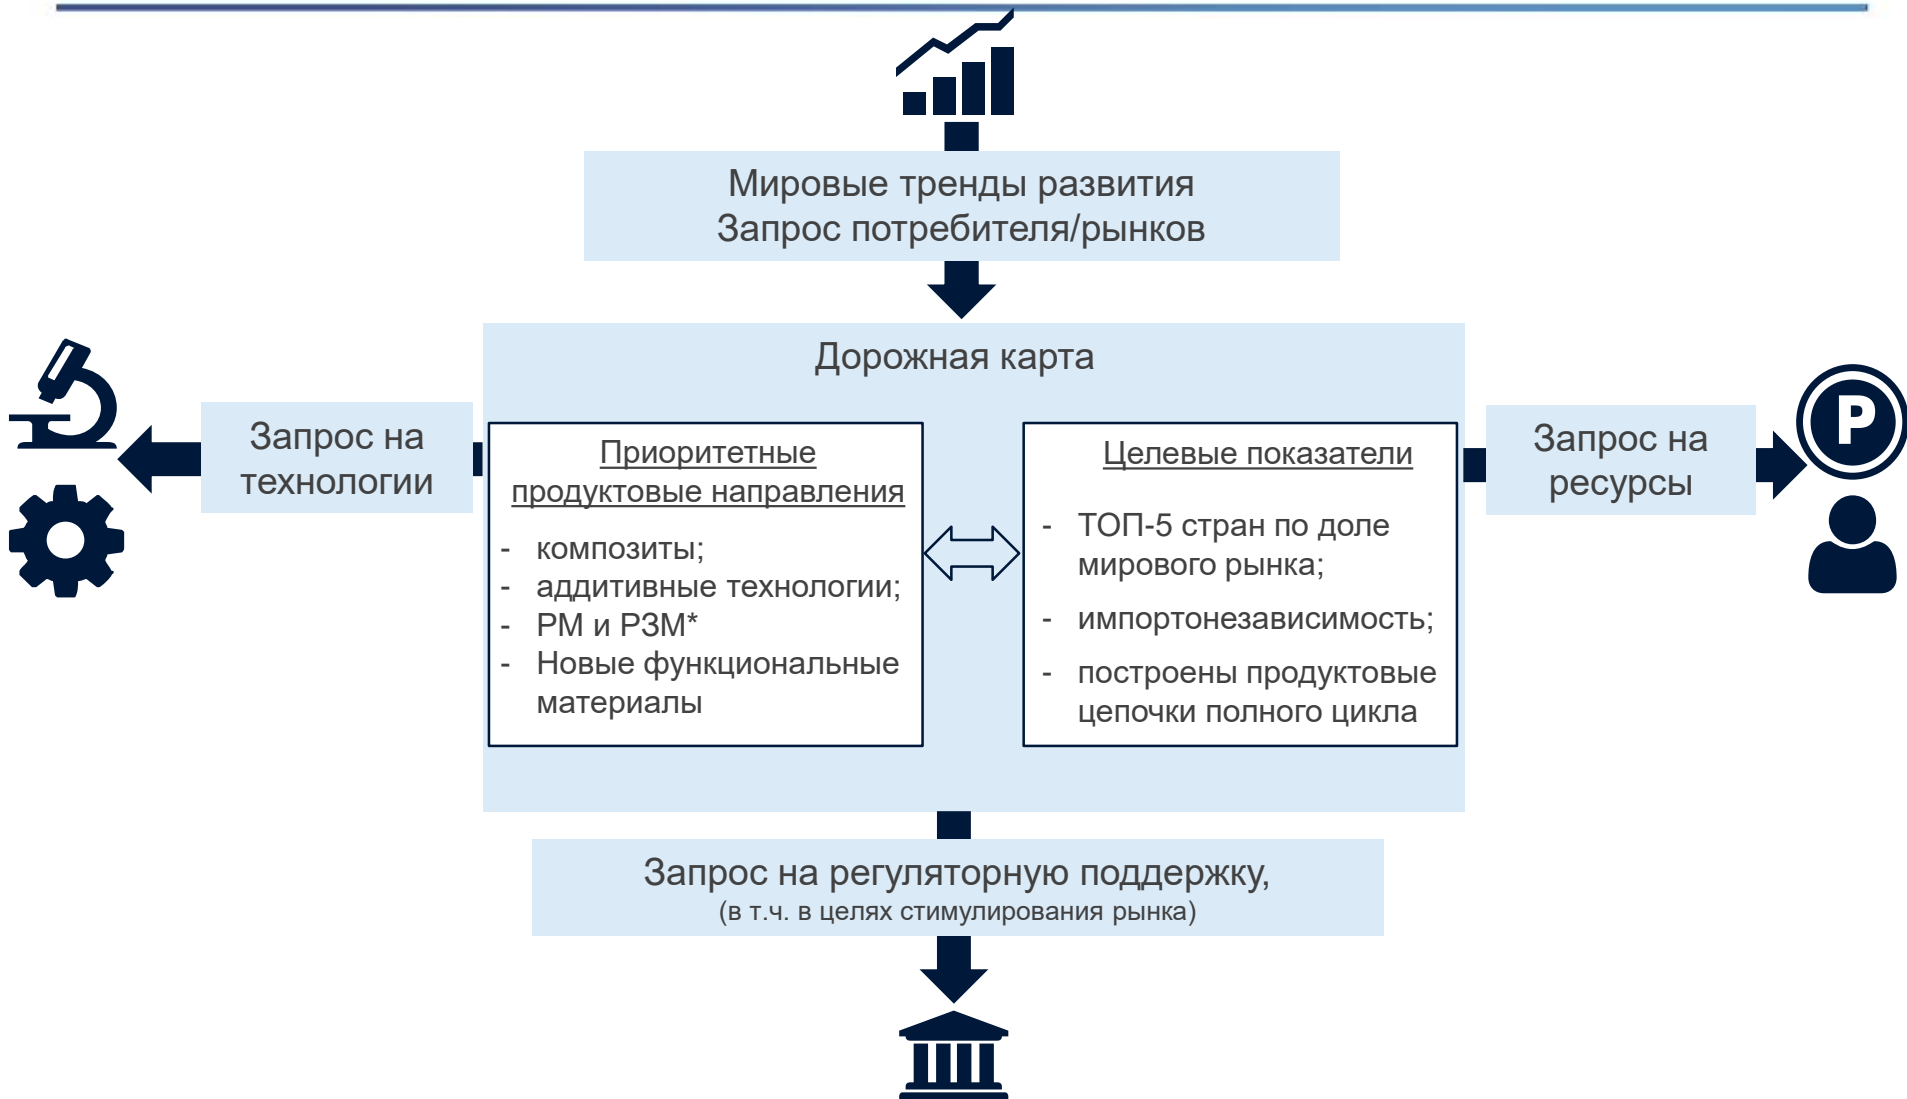 Мировые тренды развития
Запрос потребителя/рынков
Дорожная карта
Запрос на
технологии
Приоритетные
продуктовые направления
- композиты;
- аддитивные технологии;
- РМ и РЗМ*
- Новые функциональные
материалы
Целевые показатели
- ТОП-5 стран по доле
мирового рынка;
- импортонезависимость;
- построены продуктовые
цепочки полного цикла
Запрос на
ресурсы
P
Запрос на регуляторную поддержку,
(в т.ч. в целях стимулирования рынка)